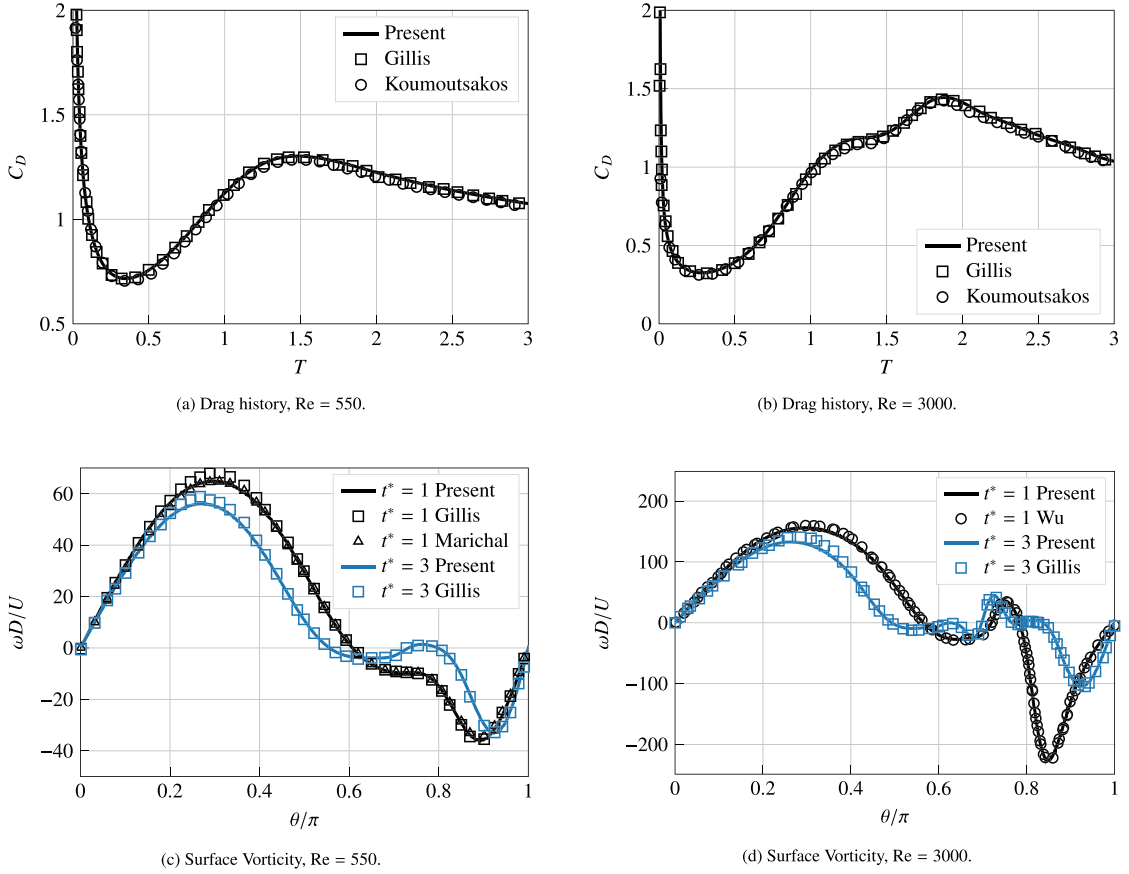 2
1.5
1
0.5
C_D
0 0.5 1 1.5 2 2.5 3
T
Present
Gillis
Koumoutsakos
(a) Drag history, Re = 550.
2
1.5
1
0.5
0
C_D
0 0.5 1 1.5 2 2.5 3
T
Present
Gillis
Koumoutsakos
(b) Drag history, Re = 3000.
60
40
20
0
−20
−40
ωD/U
0 0.2 0.4 0.6 0.8 1
θ/π
t* = 1 Present
t* = 1 Gillis
t* = 1 Marichal
t* = 3 Present
t* = 3 Gillis
(c) Surface Vorticity, Re = 550.
200
100
0
−100
−200
ωD/U
0 0.2 0.4 0.6 0.8 1
θ/π
t* = 1 Present
t* = 1 Wu
t* = 3 Present
t* = 3 Gillis
(d) Surface Vorticity, Re = 3000.